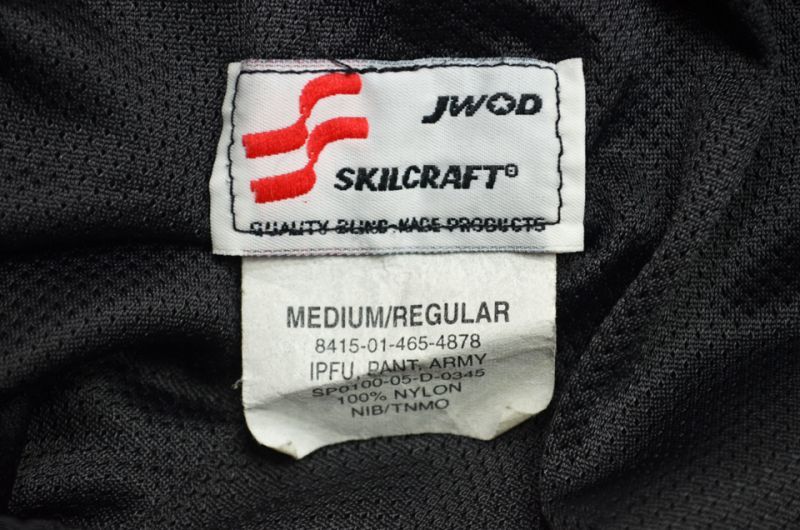 JWOD
SKILCRAFT®
QUALITY BLIND-MADE PRODUCTS
MEDIUM/REGULAR
8415-01-465-4878
IPFU, PANT, ARMY
SP0100-05-D-0345
100% NYLON
NIB/TNMO